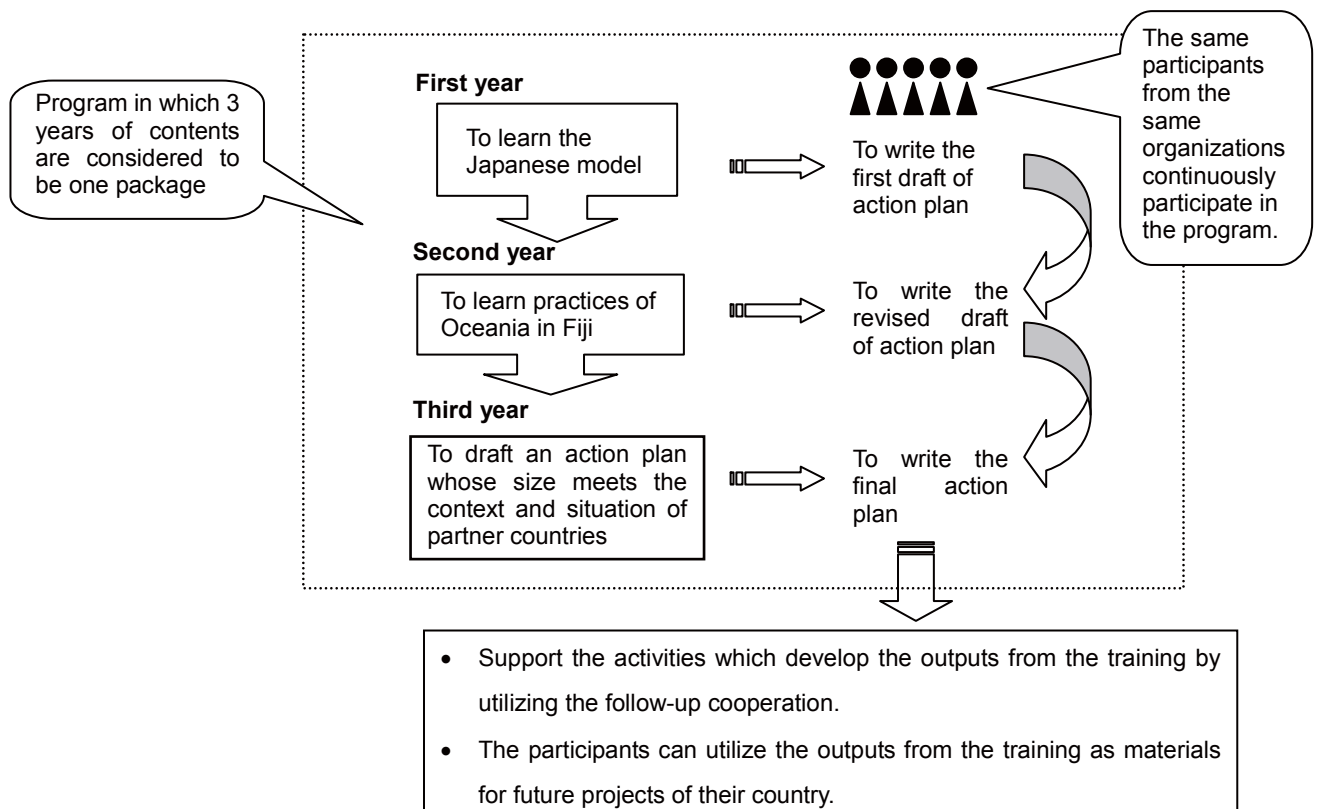 Program in which 3
years of contents
are considered to
be one package
First year
To learn the
Japanese model
To write the
first draft of
action plan
The same
participants
from the
same
organizations
continuously
participate in
the program.
Second year
To learn practices of
Oceania in Fiji
To write the
revised draft
of action plan
Third year
To draft an action plan
whose size meets the
context and situation of
partner countries
To write the
final action
plan
• Support the activities which develop the outputs from the training by
utilizing the follow-up cooperation.
• The participants can utilize the outputs from the training as materials
for future projects of their country.